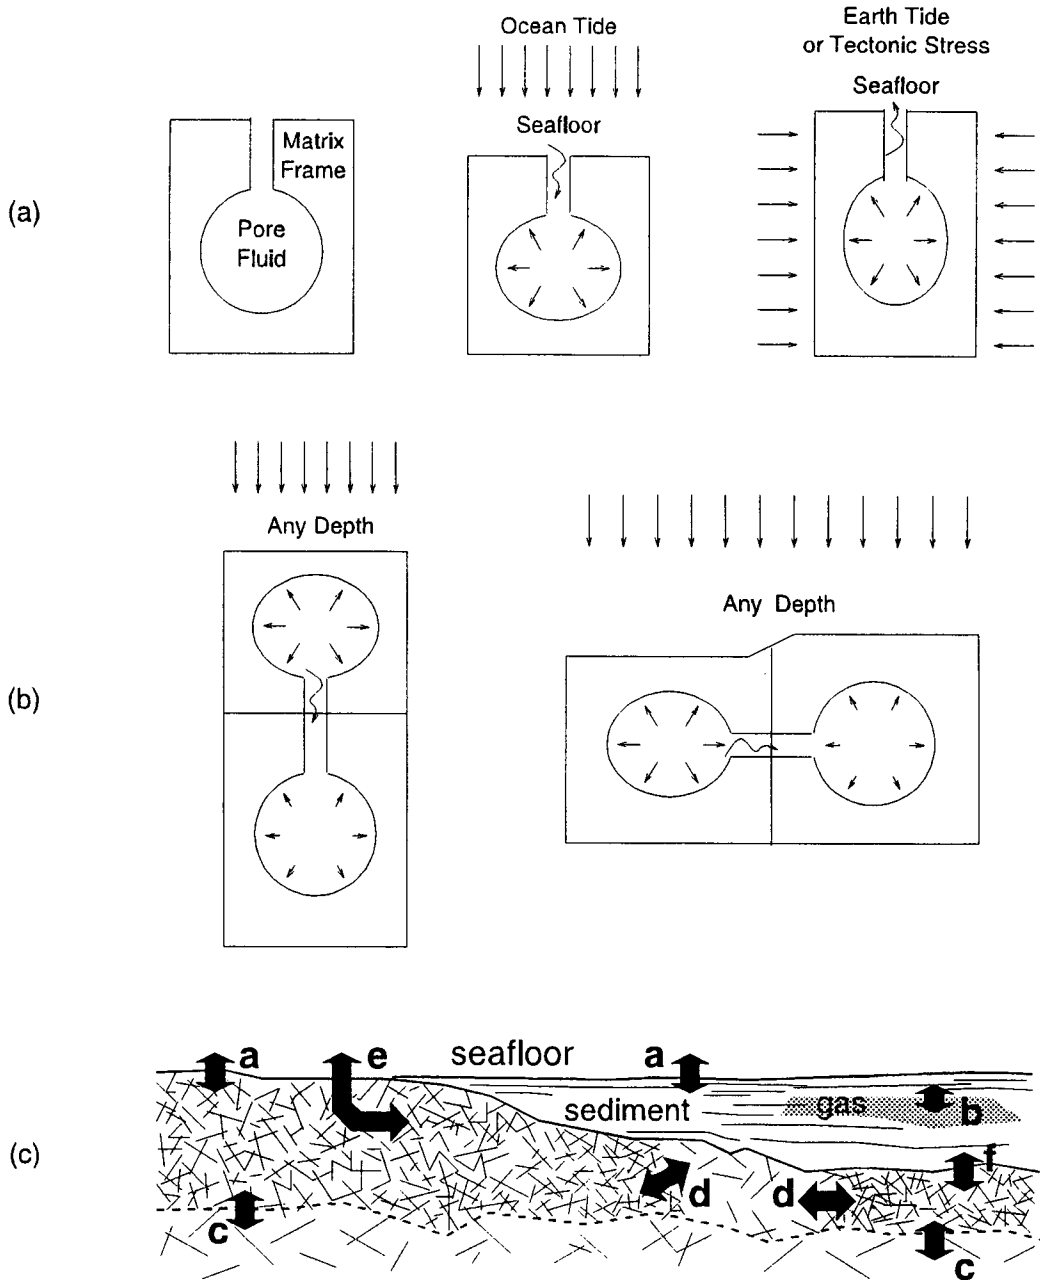 Ocean Tide
Earth Tide
or Tectonic Stress
Seafloor
Seafloor
Matrix
Frame
Pore
Fluid
(a)
Any Depth
Any Depth
(b)
a
e
seafloor
a
sediment
gas
b
f
d
d
c
c
(c)